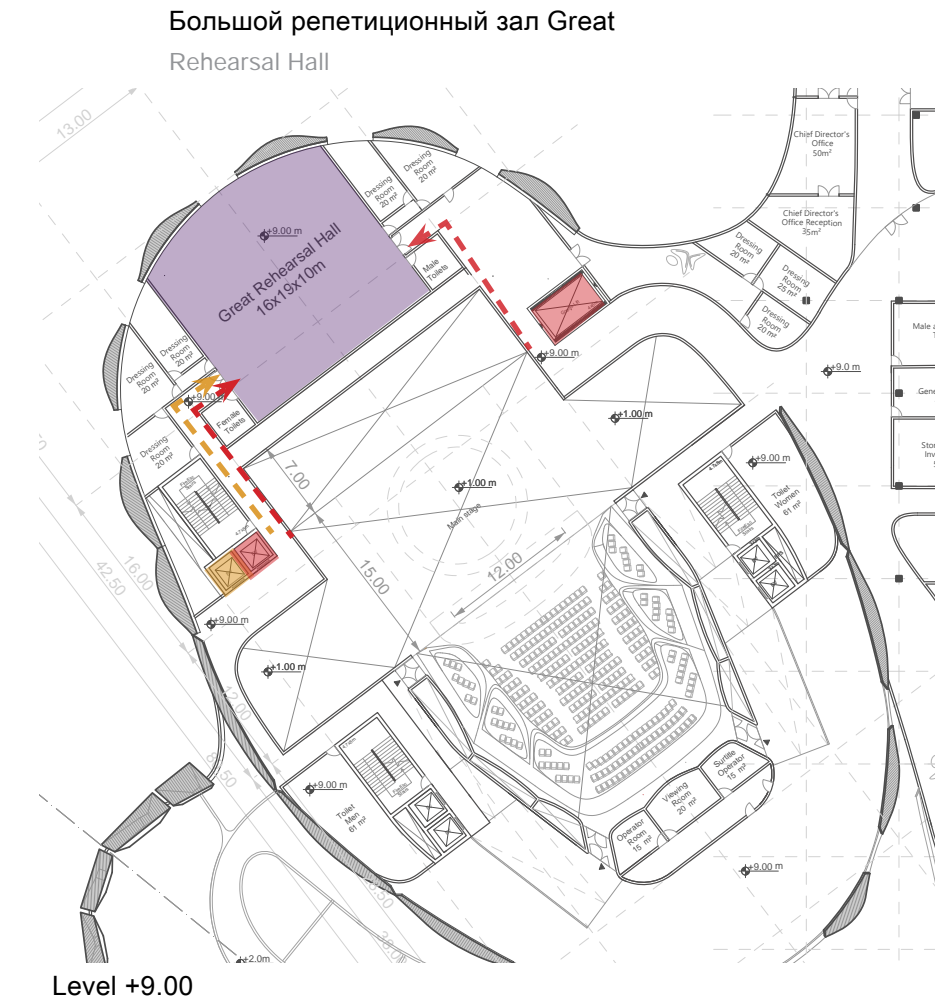 Большой репетиционный зал Great
Rehearsal Hall
13.00
Chief Director's
Office
50m²
Chief Director's
Office Reception
35m²
Dressing
Room
20 m²
Dressing
Room
20 m²
+9.00 m
Great Rehearsal Hall
16x19x10m
Male
Toilets
Dressing
Room
20 m²
Dressing
Room
25 m²
Dressing
Room
20 m²
Male
+9.00 m
+9.0 m
Dressing
Room
20 m²
Dressing
Room
20 m²
+9.00
Female
Toilets
+1.00 m
Dressing
Room
20 m²
7.00
+1.00 m
Main stage
+9.00 m
Toilet
Women
61 m²
16.00
42.50
15.00
12.00
+9.00 m
+1.00 m
12.00
+9.00 m
Toilet
Men
61 m²
Surtitle
Operator
15 m²
Viewing
Room
20 m²
Operator
Room
15 m²
+9.00 m
+2.0m
Level +9.00